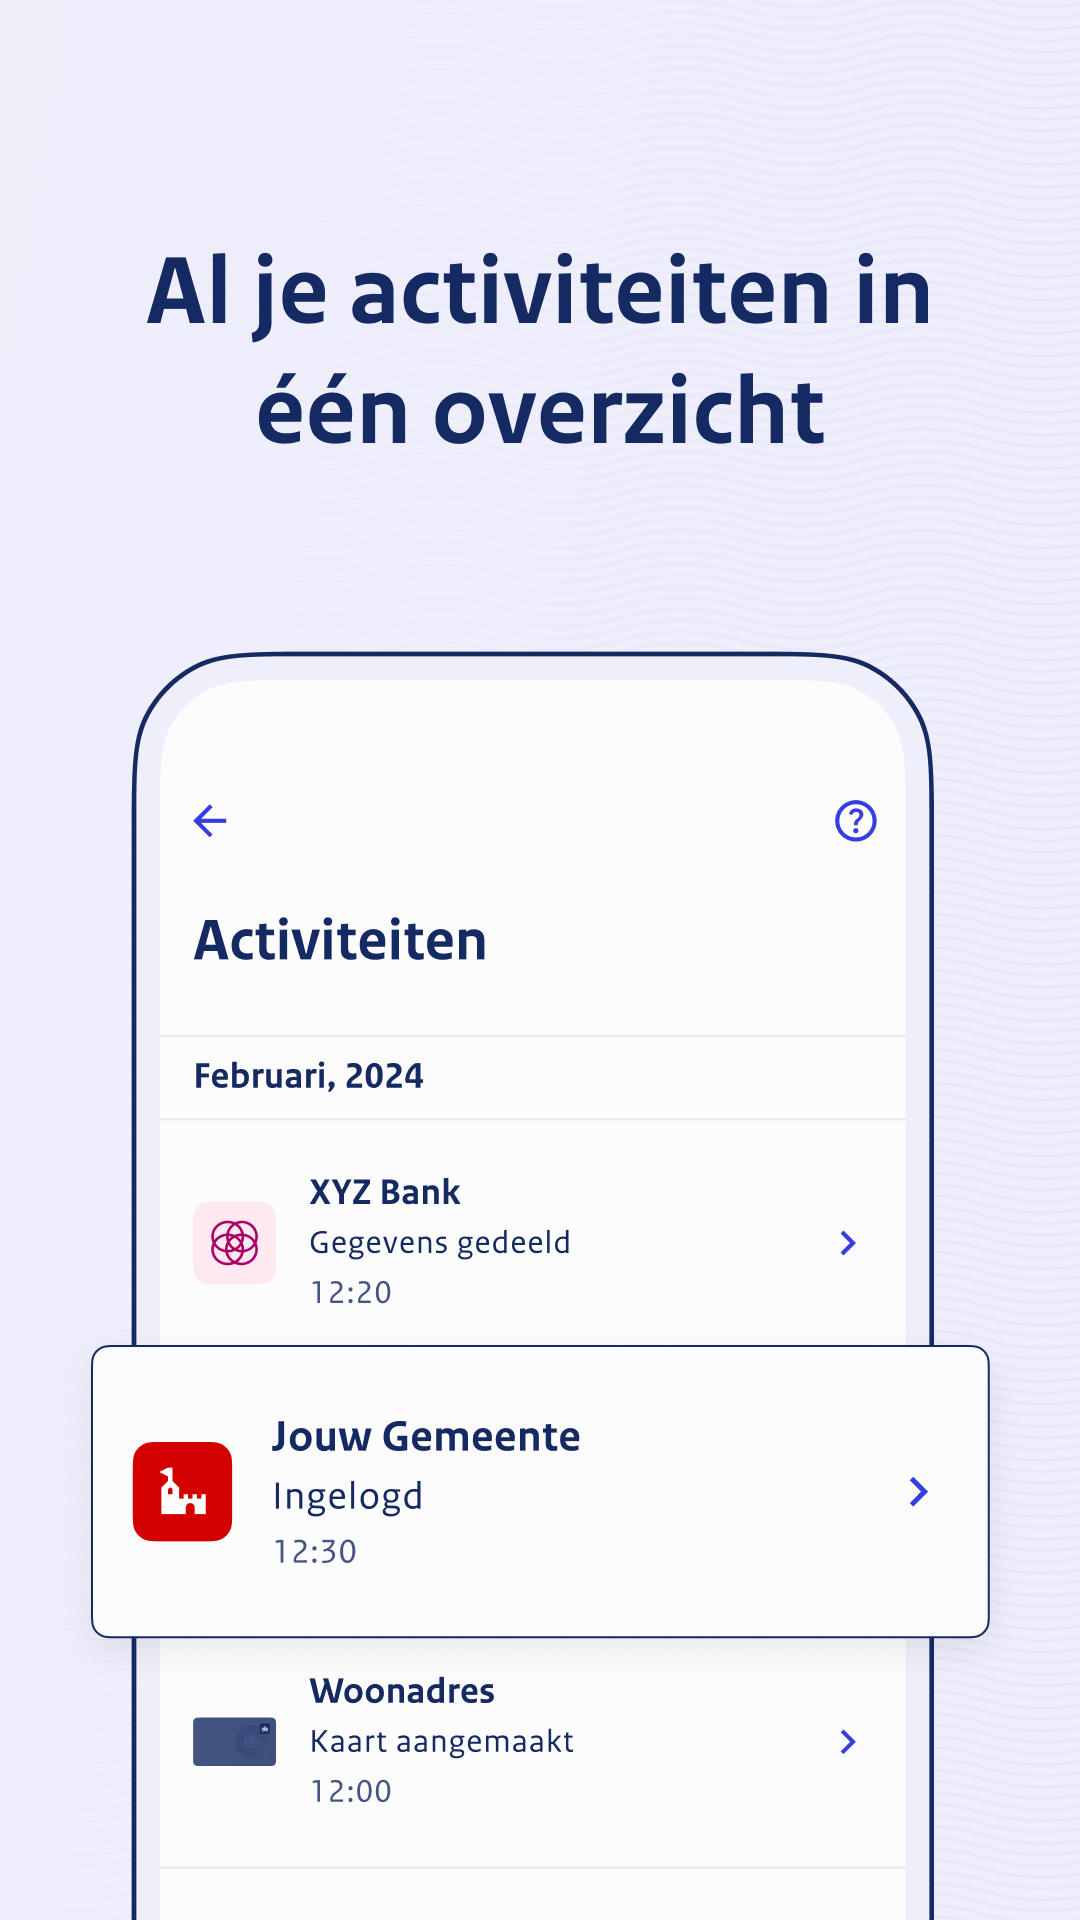 Al je activiteiten in
één overzicht
Activiteiten
Februari, 2024
XYZ Bank
Gegevens gedeeld
12:20
Jouw Gemeente
Ingelogd
12:30
Woonadres
Kaart aangemaakt
12:00